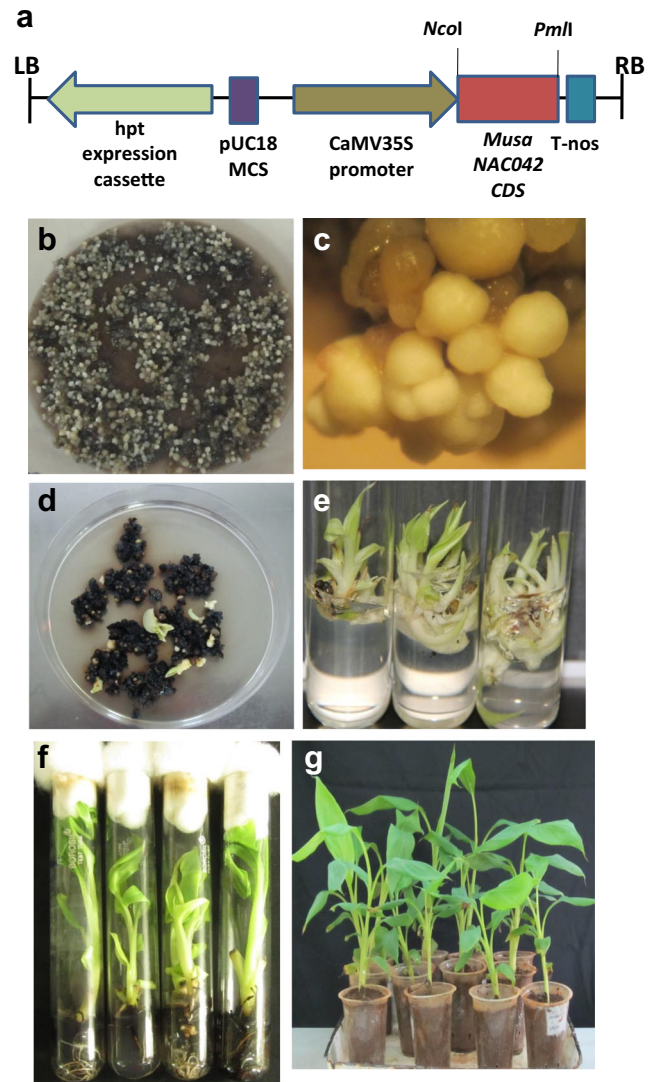 a
NcoI
PmlI
LB
RB
hpt
expression
cassette
pUC18
MCS
CaMV35S
promoter
Musa
NAC042
CDS
T-nos
b
c
d
e
f
g